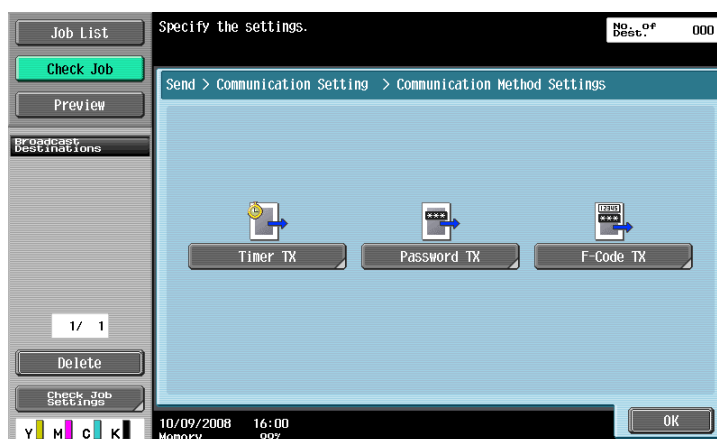 Job List
Check Job
Preview
Broadcast
Destinations
1/ 1
Delete
Check Job
Settings
Y M C K
Specify the settings.
No. of
Dest.
000
Send > Communication Setting > Communication Method Settings
12345
***
***
***
Timer TX
Password TX
F-Code TX
10/09/2008 16:00
Memory 99%
OK